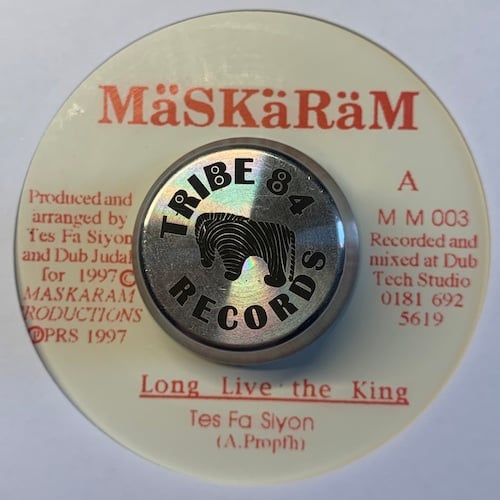 MäSKäRäM
TRIBE 84
RECORDS
Produced and
arranged by
Tes Fa Siyon
and Dub Judah
for 1997 ©
MASKARAM
RODUCTIONS
℗PRS 1997
A
M M 003
Recorded and
mixed at Dub
Tech Studio
0181 692
5619
Long Live the King
Tes Fa Siyon
(A.Propfh)